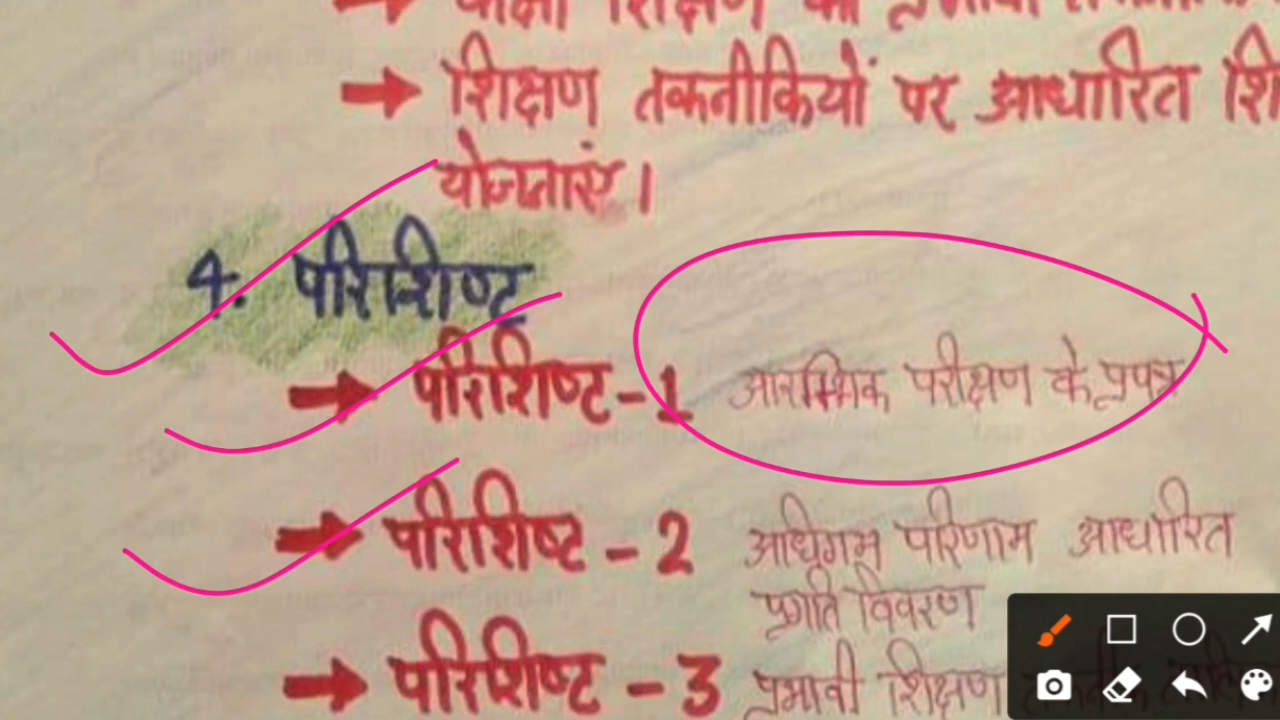 → शिक्षण तकनीकियों पर आधारित
योजनाएं।
4. परिशिष्ट
→ परिशिष्ट-1 आरम्भिक परीक्षण के प्रपत्र
→ परिशिष्ट - 2 अधिगम परिणाम आधारित
प्रगति विवरण
→ परिशिष्ट - 3 प्रभावी शिक्षण